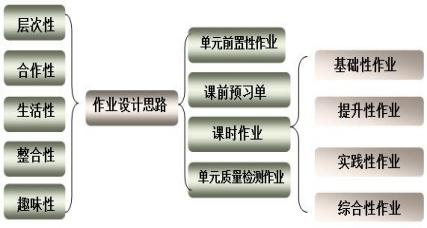 层次性
合作性
生活性
整合性
趣味性
作业设计思路
单元前置性作业
课前预习单
课时作业
单元质量检测作业
基础性作业
提升性作业
实践性作业
综合性作业